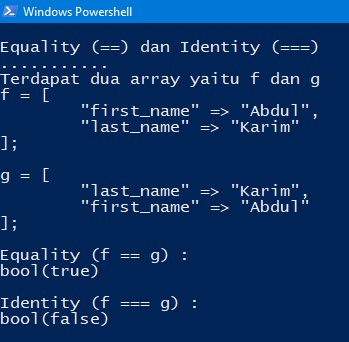 Windows Powershell
Equality (==) dan Identity (===)
...........
Terdapat dua array yaitu f dan g
f = [
        "first_name" => "Abdul",
        "last_name" => "Karim"
];
g = [
        "last_name" => "Karim",
        "first_name" => "Abdul"
];
Equality (f == g) :
bool(true)
Identity (f === g) :
bool(false)